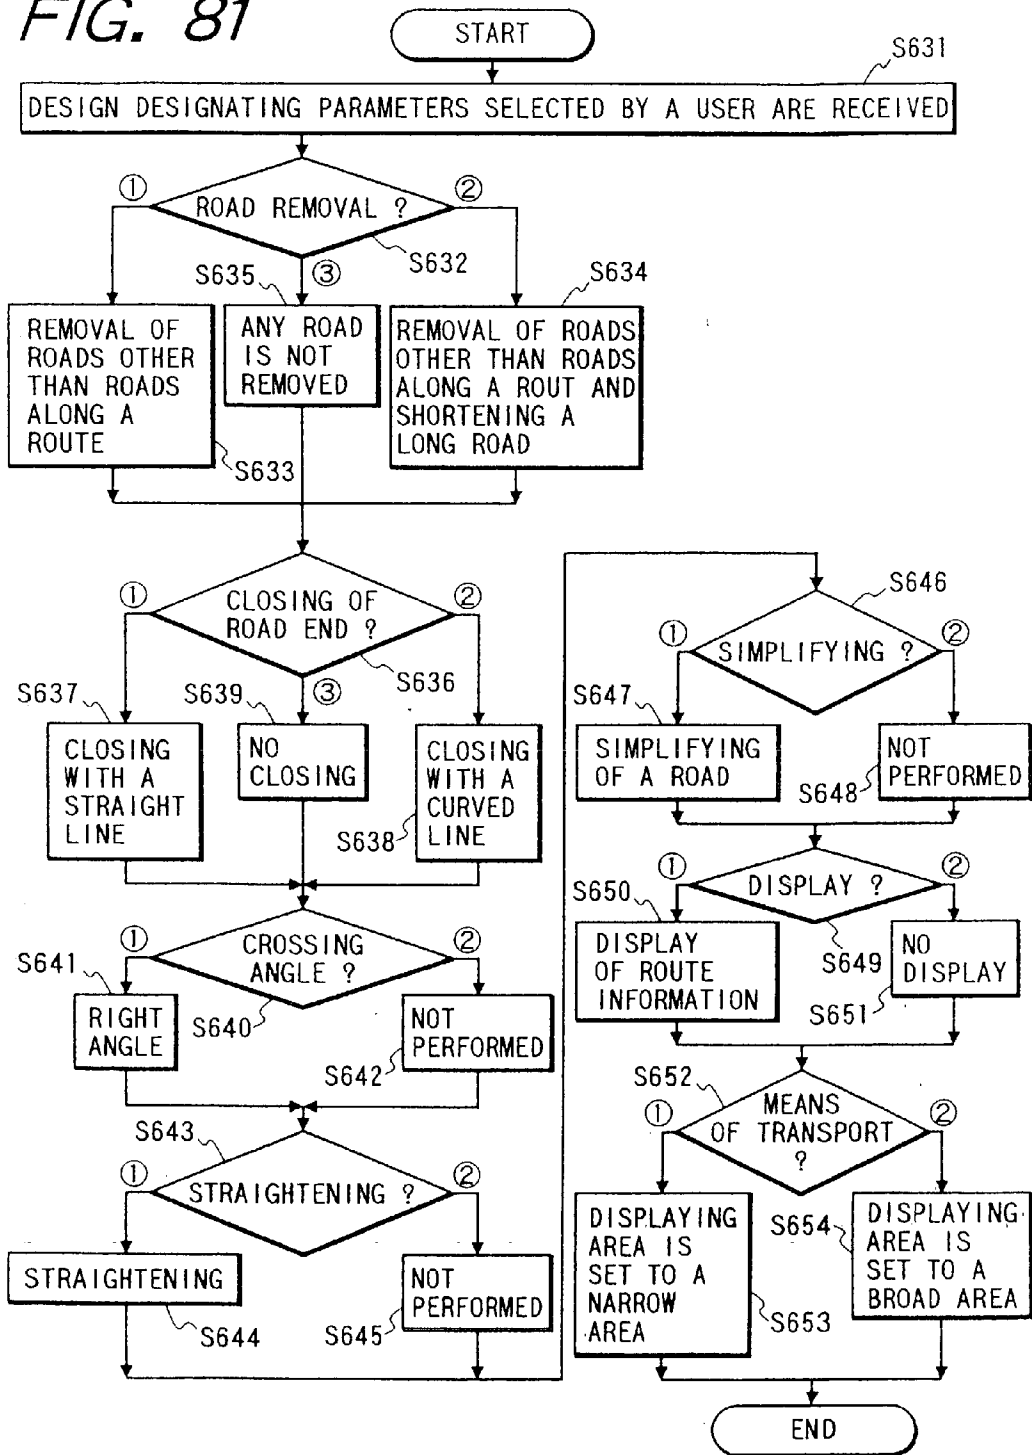 FIG. 81
START
S631
DESIGN DESIGNATING PARAMETERS SELECTED BY A USER ARE RECEIVED
①
②
ROAD REMOVAL ?
S632
③
S635
S634
REMOVAL OF
ROADS OTHER
THAN ROADS
ALONG A
ROUTE
S633
ANY ROAD
IS NOT
REMOVED
REMOVAL OF ROADS
OTHER THAN ROADS
ALONG A ROUT AND
SHORTENING A
LONG ROAD
①
②
CLOSING OF
ROAD END ?
S636
③
S637
S639
CLOSING
WITH A
STRAIGHT
LINE
NO
CLOSING
CLOSING
WITH A
CURVED
LINE
S638
①
②
CROSSING
ANGLE ?
S641
S640
RIGHT
ANGLE
NOT
PERFORMED
S642
S643
①
②
STRAIGHTENING ?
STRAIGHTENING
S644
NOT
PERFORMED
S645
S646
①
②
SIMPLIFYING ?
S647
SIMPLIFYING
OF A ROAD
NOT
PERFORMED
S648
①
②
DISPLAY ?
S650
S649
DISPLAY
OF ROUTE
INFORMATION
NO
DISPLAY
S651
S652
①
②
MEANS
OF TRANSPORT
?
DISPLAYING
AREA IS
SET TO A
NARROW
AREA
S653
S654
DISPLAYING
AREA IS
SET TO A
BROAD AREA
END